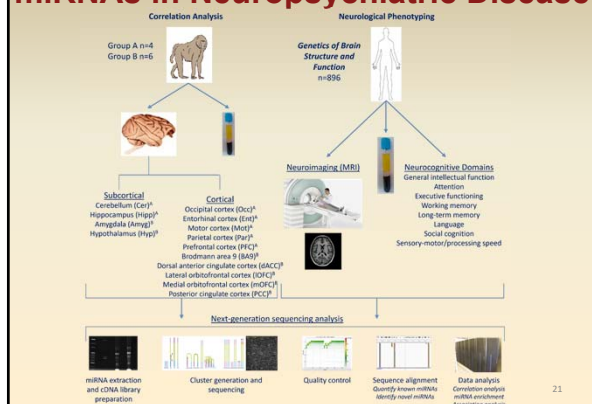 miRNAs in Neuropsychiatric Disease
Correlation Analysis
Group A n=4
Group B n=6
Subcortical
Cerebellum (Cer)ᴬ
Hippocampus (Hipp)ᴬ
Amygdala (Amyg)ᴮ
Hypothalamus (Hyp)ᴮ
Cortical
Occipital cortex (Occ)ᴬ
Entorhinal cortex (Ent)ᴬ
Motor cortex (Mot)ᴬ
Parietal cortex (Par)ᴬ
Prefrontal cortex (PFC)ᴬ
Brodmann area 9 (BA9)ᴮ
Dorsal anterior cingulate cortex (dACC)ᴮ
Lateral orbitofrontal cortex (lOFC)ᴮ
Medial orbitofrontal cortex (mOFC)ᴮ
Posterior cingulate cortex (PCC)ᴮ
Neurological Phenotyping
Genetics of Brain
Structure and
Function
n=896
Neuroimaging (MRI)
Neurocognitive Domains
General intellectual function
Attention
Executive functioning
Working memory
Long-term memory
Language
Social cognition
Sensory-motor/processing speed
Next-generation sequencing analysis
miRNA extraction
and cDNA library
preparation
Cluster generation and
sequencing
Quality control
Sequence alignment
Quantify known miRNAs
Identify novel miRNAs
Data analysis
Correlation analysis
miRNA enrichment
Association analysis
21